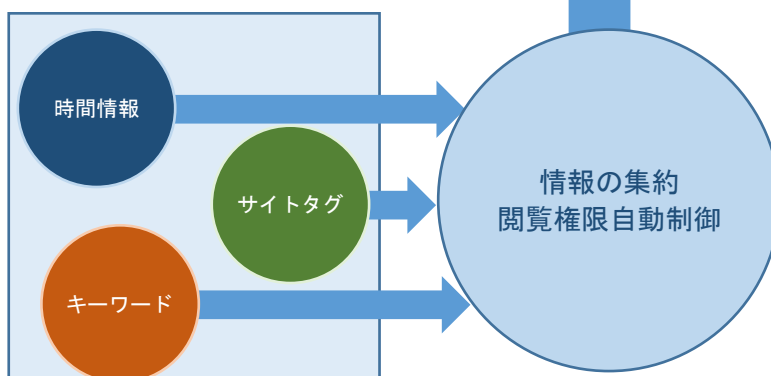 時間情報
サイトタグ
キーワード
情報の集約
閲覧権限自動制御